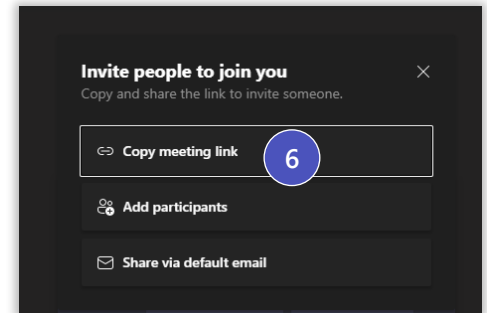 Invite people to join you
Copy and share the link to invite someone.
Copy meeting link
6
Add participants
Share via default email